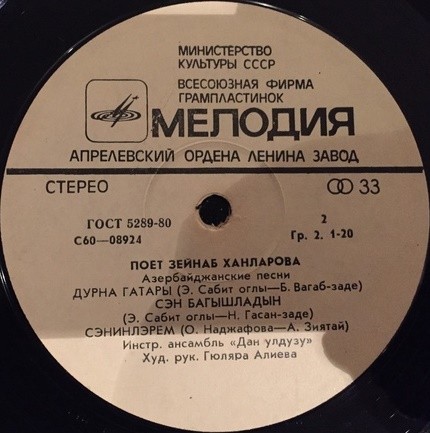 МИНИСТЕРСТВО
КУЛЬТУРЫ СССР
ВСЕСОЮЗНАЯ ФИРМА
ГРАМПЛАСТИНОК
МЕЛОДИЯ
АПРЕЛЕВСКИЙ ОРДЕНА ЛЕНИНА ЗАВОД
СТЕРЕО
33
ГОСТ 5289-80
2
С60—08924
Гр. 2. 1-20
ПОЕТ ЗЕЙНАБ ХАНЛАРОВА
Азербайджанские песни
ДУРНА ГАТАРЫ (Э. Сабит оглы—Б. Вагаб-заде)
СЭН БАГЫШЛАДЫН
(Э. Сабит оглы—Н. Гасан-заде)
СЭНИНЛЭРЕМ (О. Наджафова—А. Зиятай)
Инстр. ансамбль «Дан улдузу»
Худ. рук. Гюляра Алиева